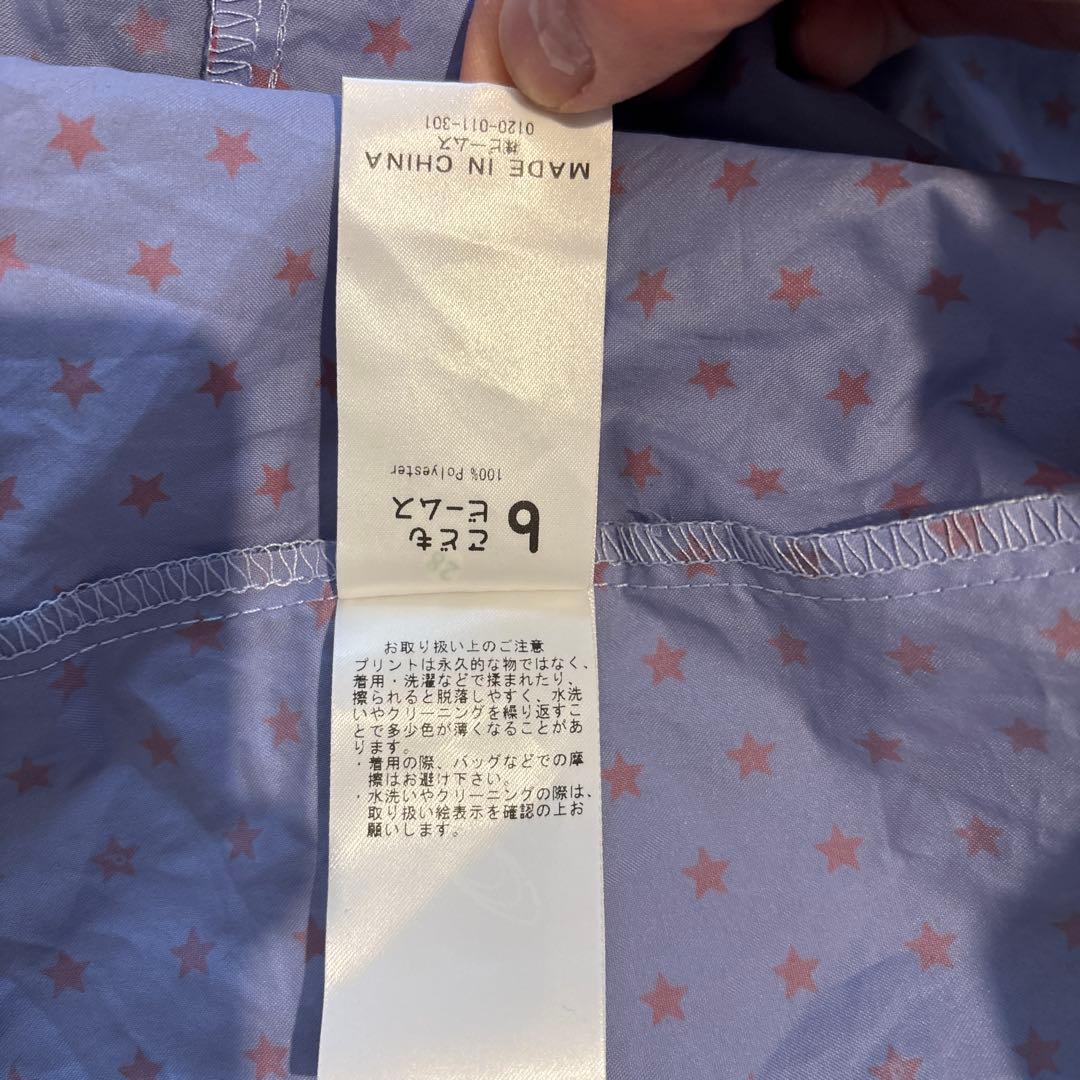 お取り扱い上のご注意
プリントは永久的な物ではなく、
着用・洗濯などで揉まれたり、
擦られると脱落しやすく、水洗
いやクリーニングを繰り返すこ
とで多少色が薄くなることがあ
ります。
・着用の際、バッグなどでの摩
擦はお避け下さい。
・水洗いやクリーニングの際は、
取り扱い絵表示を確認の上お
願いします。
b こども
ビームス
100% Polyester
MADE IN CHINA
㈱ビームス
0120-011-301